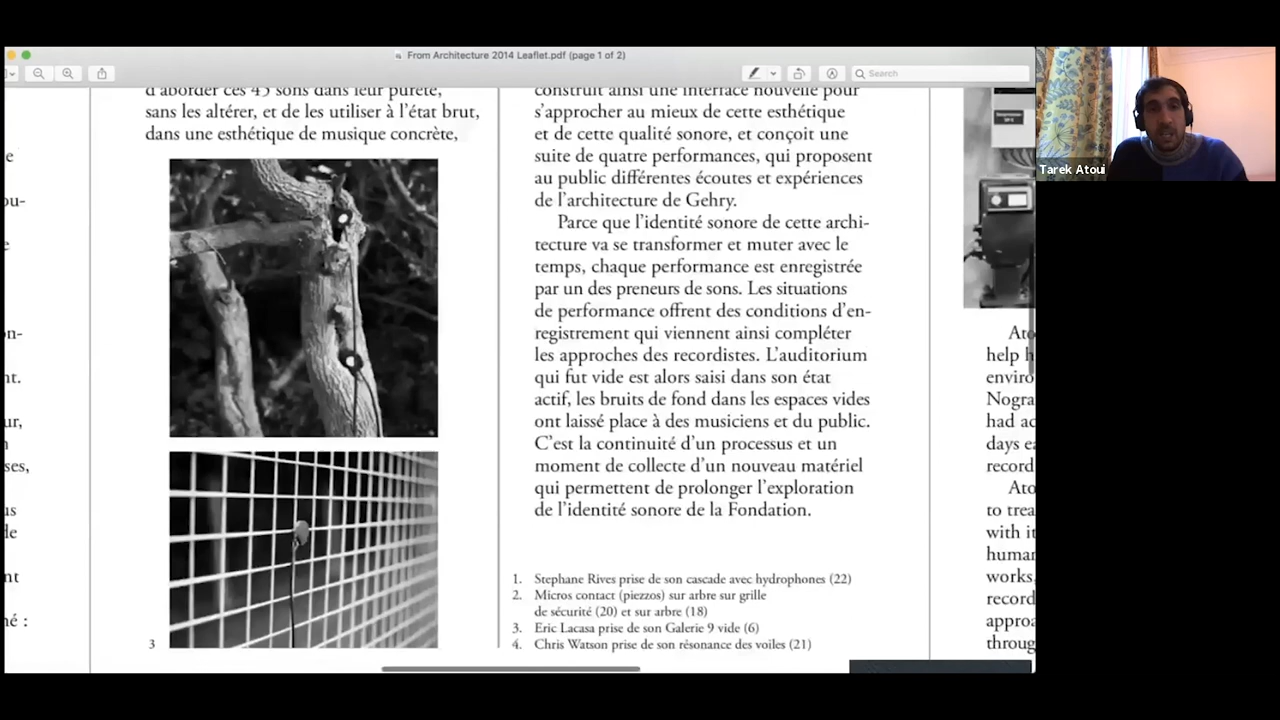 From Architecture 2014 Leaflet.pdf (page 1 of 2)
Search
Tarek Atoui
d'aborder ces 45 sons dans leur pureté,
sans les altérer, et de les utiliser à l'état brut,
dans une esthétique de musique concrète,
3
construit ainsi une interface nouvelle pour
s'approcher au mieux de cette esthétique
et de cette qualité sonore, et conçoit une
suite de quatre performances, qui proposent
au public différentes écoutes et expériences
de l'architecture de Gehry.
Parce que l'identité sonore de cette archi-
tecture va se transformer et muter avec le
temps, chaque performance est enregistrée
par un des preneurs de sons. Les situations
de performance offrent des conditions d'en-
registrement qui viennent ainsi compléter
les approches des recordistes. L'auditorium
qui fut vide est alors saisi dans son état
actif, les bruits de fond dans les espaces vides
ont laissé place à des musiciens et du public.
C'est la continuité d'un processus et un
moment de collecte d'un nouveau matériel
qui permettent de prolonger l'exploration
de l'identité sonore de la Fondation.
1. Stephane Rives prise de son cascade avec hydrophones (22)
2. Micros contact (piezzos) sur arbre sur grille
de sécurité (20) et sur arbre (18)
3. Eric Lacasa prise de son Galerie 9 vide (6)
4. Chris Watson prise de son résonance des voiles (21)
Ato
help h
enviro
Nogra
had ac
days ea
record
Ato
to trea
with it
human
works,
record
approa
throug